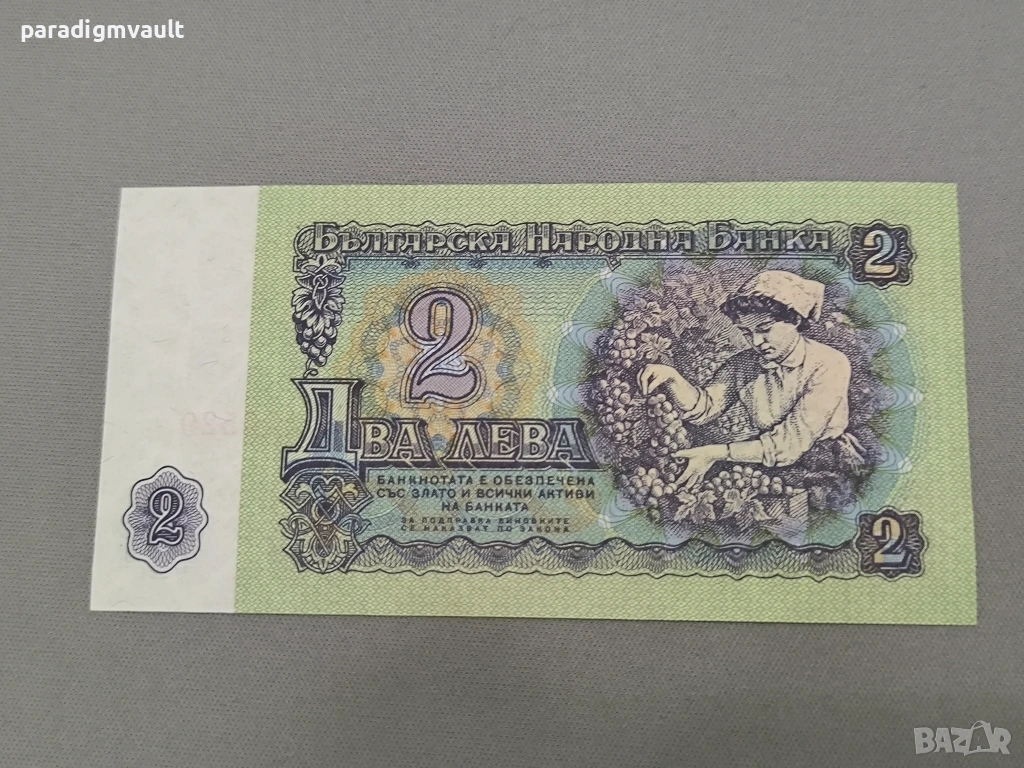 paradigmvault
Българска Народна Банка
2
2
Два лева
БАНКНОТАТА Е ОБЕЗПЕЧЕНА
СЪС ЗЛАТО И ВСИЧКИ АКТИВИ
НА БАНКАТА
ЗА ПОДПРАВКА ВИНОВНИТЕ
СЕ НАКАЗВАТ ПО ЗАКОНА
2
2
BAZAR